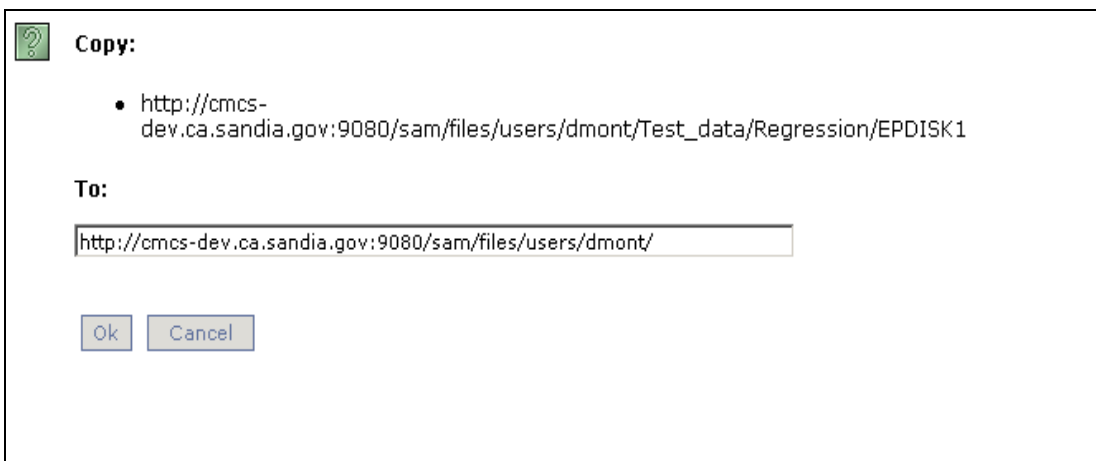 Copy:
http://cmcs-
dev.ca.sandia.gov:9080/sam/files/users/dmont/Test_data/Regression/EPDISK1
To:
http://cmcs-dev.ca.sandia.gov:9080/sam/files/users/dmont/
Ok Cancel